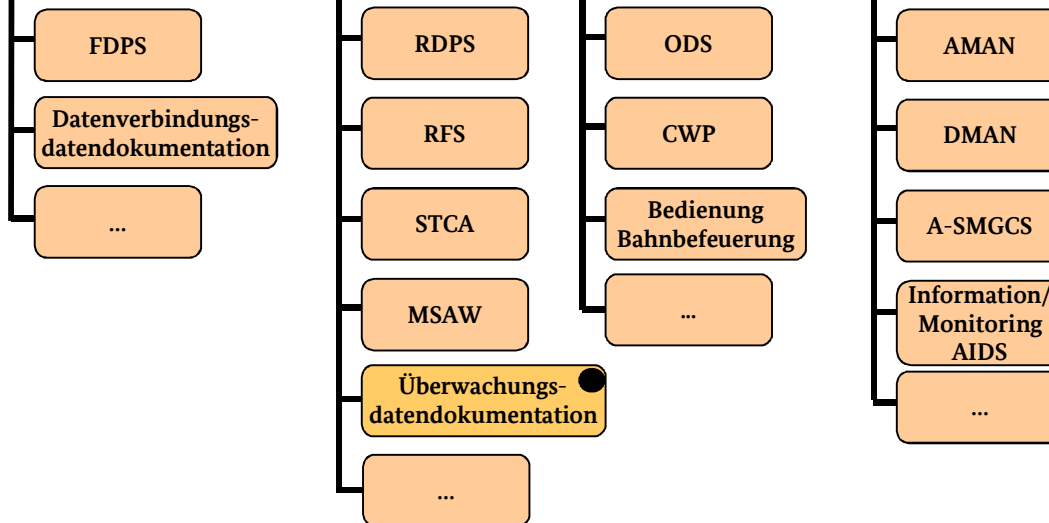 FDPS
Datenverbindungs-
datendokumentation
...
RDPS
RFS
STCA
MSAW
Überwachungs-
datendokumentation
...
ODS
CWP
Bedienung
Bahnbefeuerung
...
AMAN
DMAN
A-SMGCS
Information/
Monitoring
AIDS
...